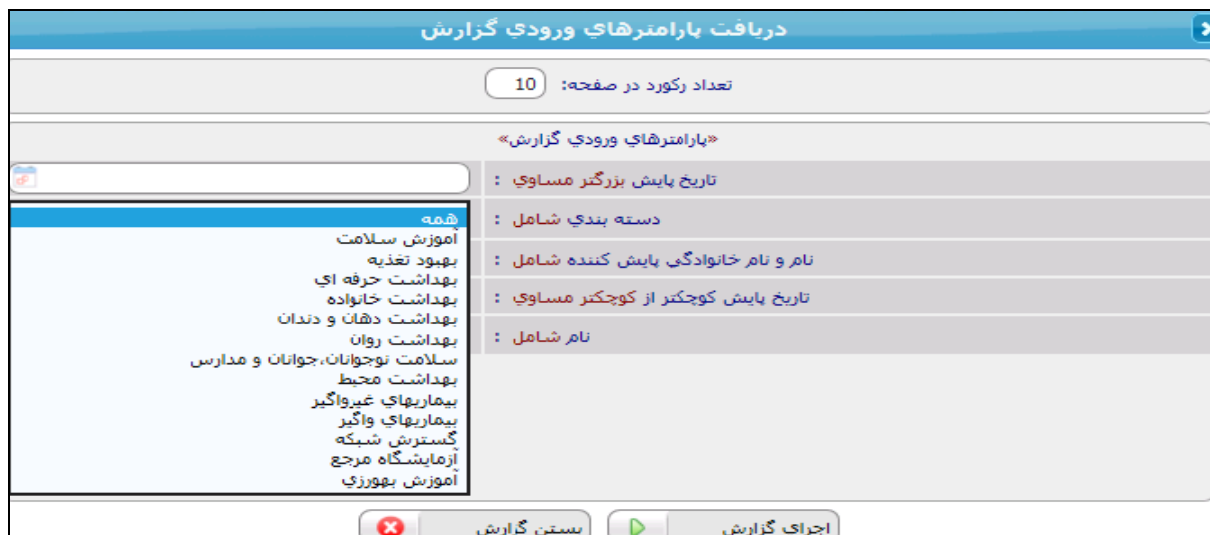 دريافت پارامترهاي ورودي گزارش
تعداد رکورد در صفحه: 10
«پارامترهاي ورودي گزارش»
تاريخ پايش بزرگتر مساوي :
دسته بندي شامل :
نام و نام خانوادگي پايش کننده شامل :
تاريخ پايش کوچکتر از کوچکتر مساوي :
نام شامل :
همه
آموزش سلامت
بهبود تغذيه
بهداشت حرفه اي
بهداشت خانواده
بهداشت دهان و دندان
بهداشت روان
سلامت نوجوانان،جوانان و مدارس
بهداشت محيط
بيماريهاي غيرواگير
بيماريهاي واگير
گسترش شبکه
آزمايشگاه مرجع
آموزش بهورزي
اجراي گزارش
بستن گزارش